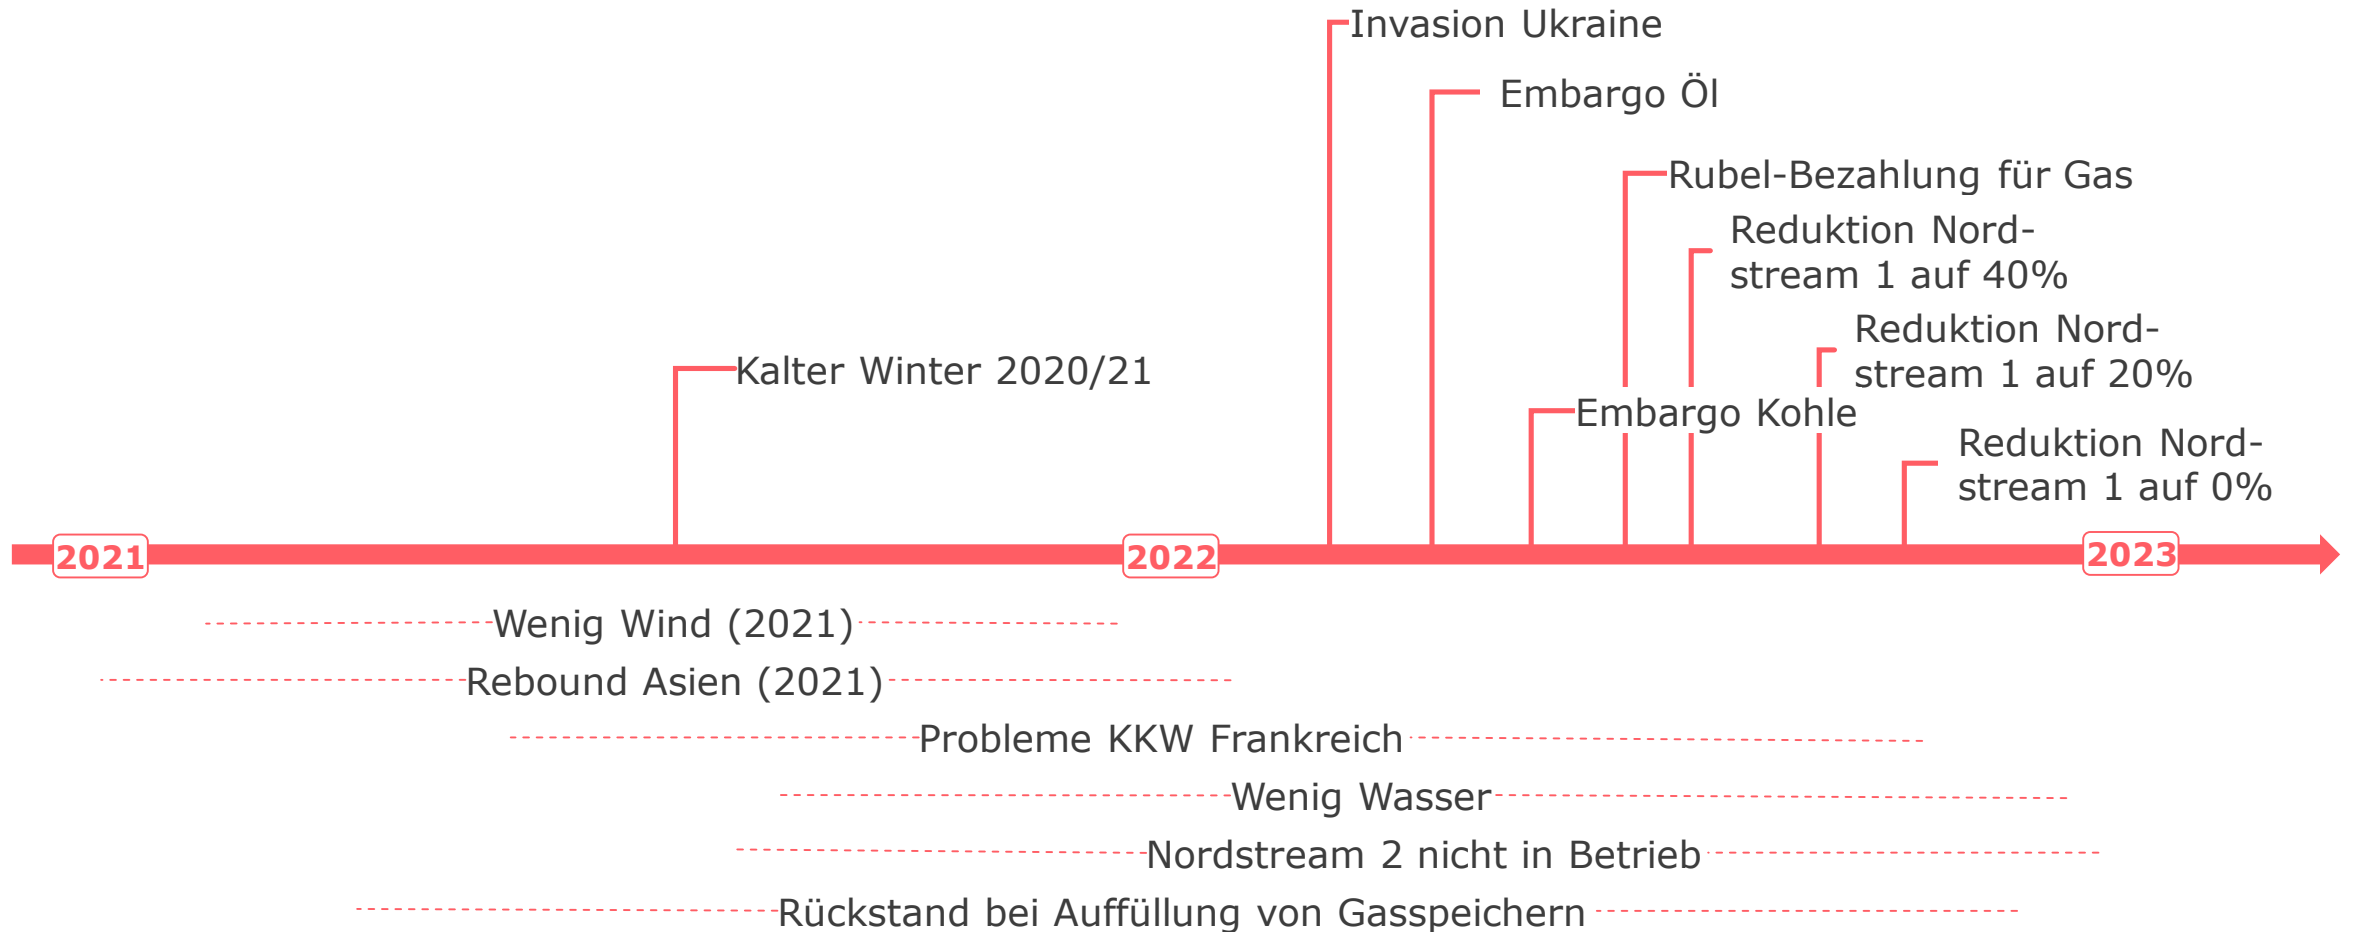 Invasion Ukraine
Embargo Öl
Rubel-Bezahlung für Gas
Reduktion Nord-
stream 1 auf 40%
Reduktion Nord-
stream 1 auf 20%
Kalter Winter 2020/21
Embargo Kohle
Reduktion Nord-
stream 1 auf 0%
2021
2022
2023
Wenig Wind (2021)
Rebound Asien (2021)
Probleme KKW Frankreich
Wenig Wasser
Nordstream 2 nicht in Betrieb
Rückstand bei Auffüllung von Gasspeichern